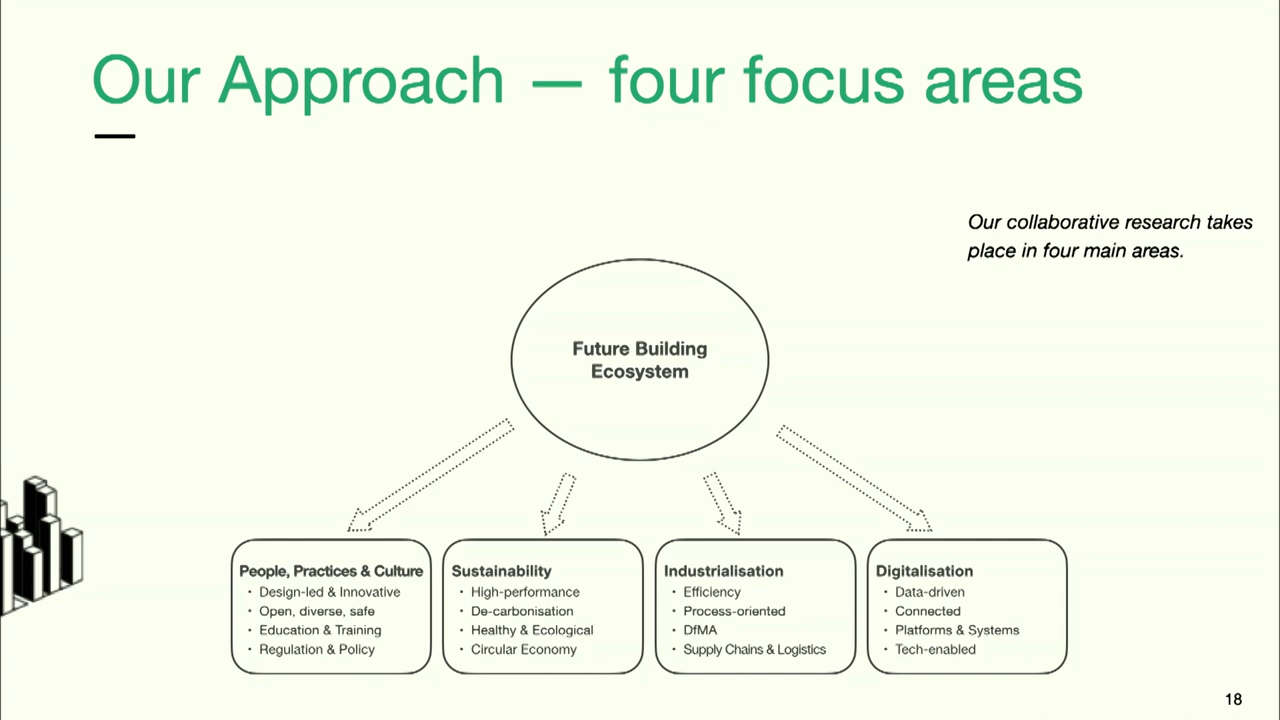 Our Approach — four focus areas
Our collaborative research takes
place in four main areas.
Future Building
Ecosystem
People, Practices & Culture
• Design-led & Innovative
• Open, diverse, safe
• Education & Training
• Regulation & Policy
Sustainability
• High-performance
• De-carbonisation
• Healthy & Ecological
• Circular Economy
Industrialisation
• Efficiency
• Process-oriented
• DfMA
• Supply Chains & Logistics
Digitalisation
• Data-driven
• Connected
• Platforms & Systems
• Tech-enabled
18